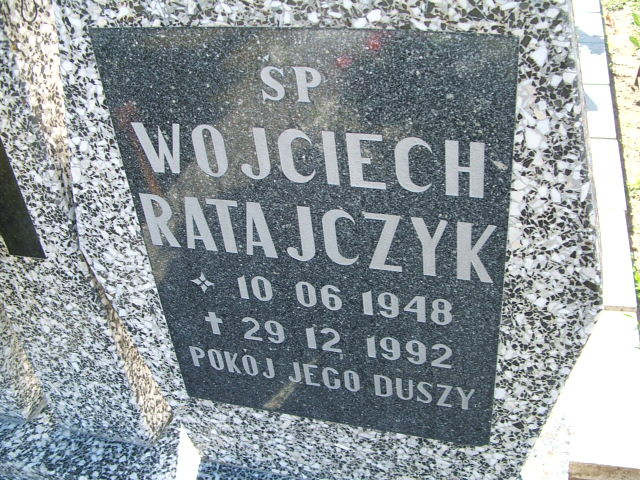 SP
WOJCIECH
RATAJCZYK
10 06 1948
✝ 29 12 1992
POKÓJ JEGO DUSZY